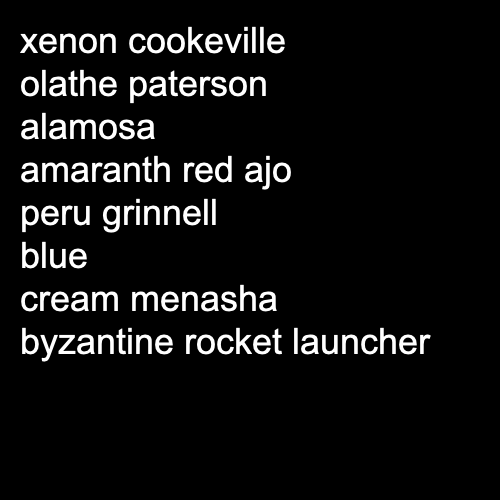 xenon cookeville
olathe paterson
alamosa
amaranth red ajo
peru grinnell
blue
cream menasha
byzantine rocket launcher